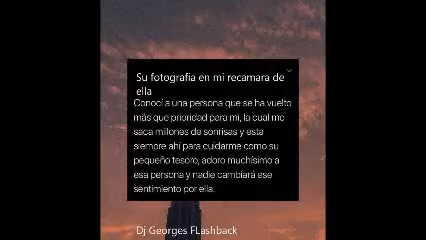 Su fotografía en mi recamara de
ella
Conocí a una persona que se ha vuelto
más que prioridad para mi, la cual me
saca millones de sonrisas y esta
siempre ahí para cuidarme como su
pequeño tesoro, adoro muchísimo a
esa persona y nadie cambiará ese
sentimiento por ella.
Dj Georges FLashback